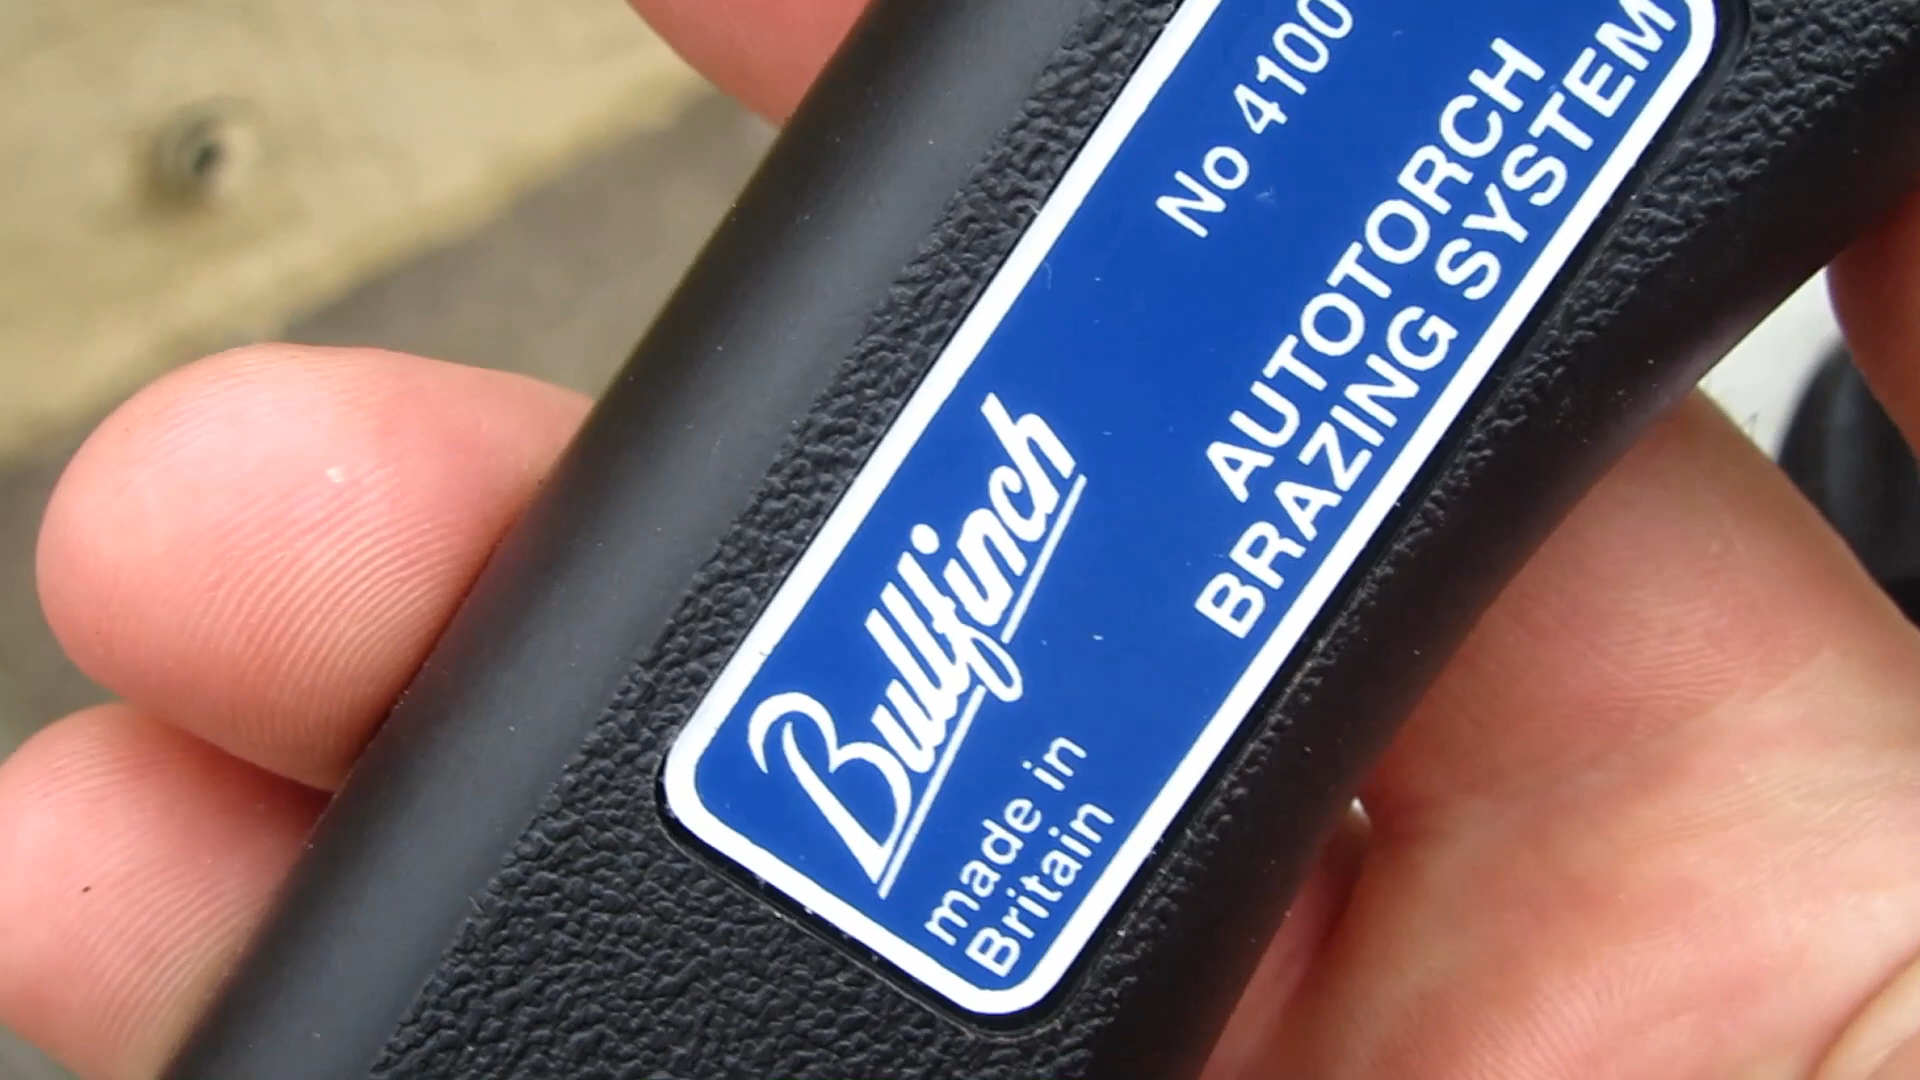 No 4100
AUTOTORCH
BRAZING SYSTEM
Bullfinch
made in
Britain